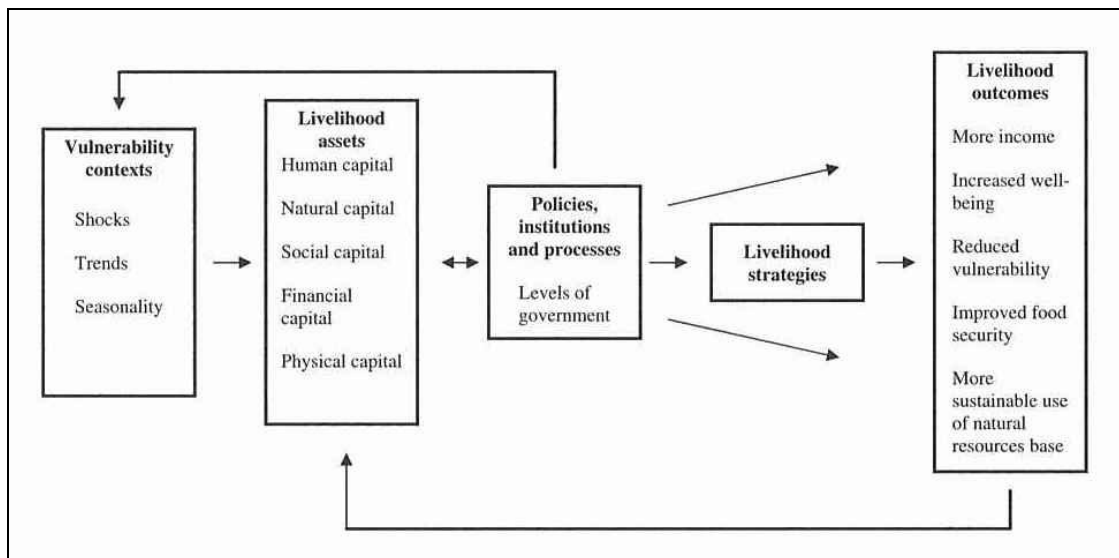 Vulnerability
contexts
Shocks
Trends
Seasonality
Livelihood
assets
Human capital
Natural capital
Social capital
Financial
capital
Physical capital
Policies,
institutions
and processes
Levels of
government
Livelihood
strategies
Livelihood
outcomes
More income
Increased well-
being
Reduced
vulnerability
Improved food
security
More
sustainable use
of natural
resources base